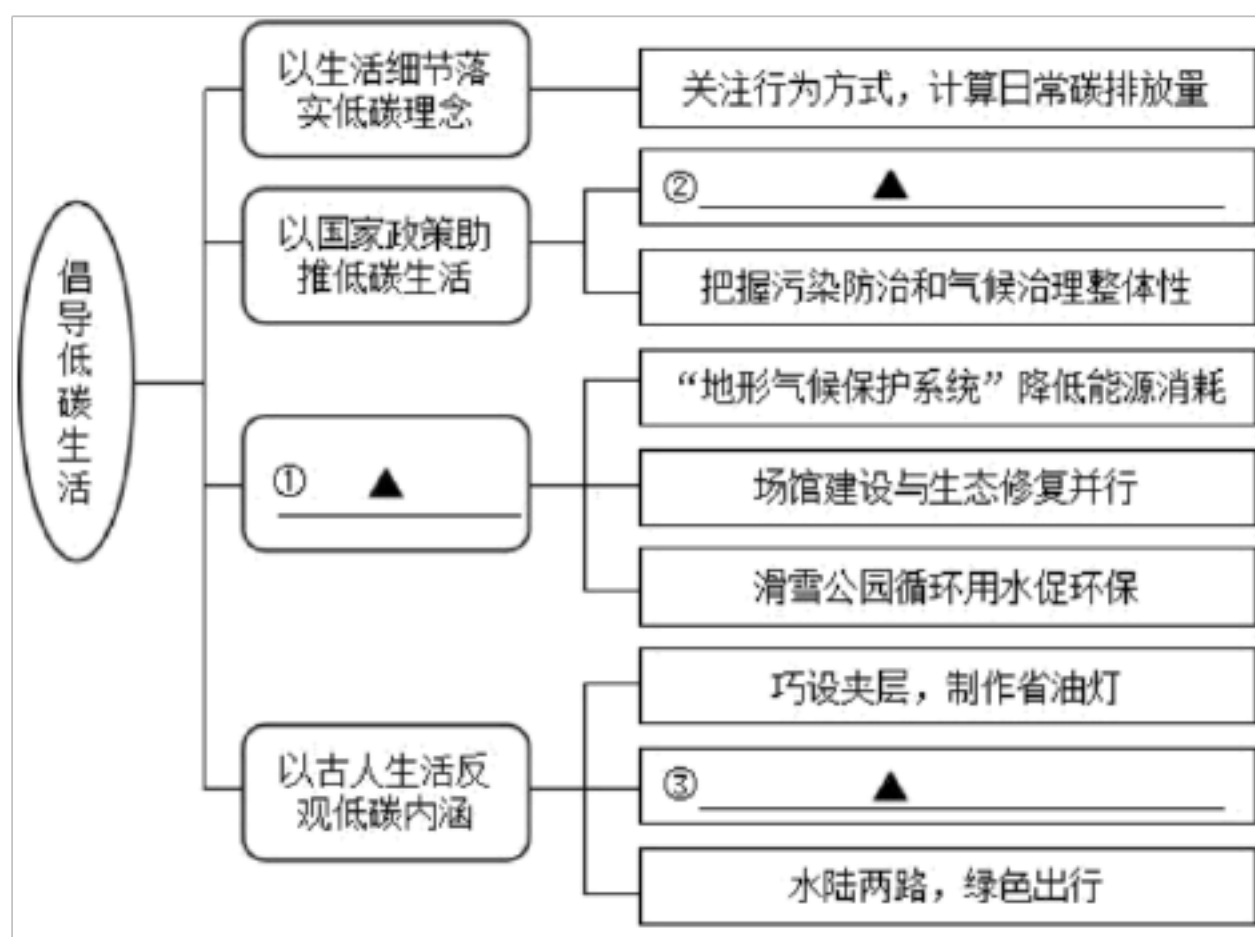 倡导低碳生活
以生活细节落
实低碳理念
关注行为方式，计算日常碳排放量
以国家政策助
推低碳生活
②▲
把握污染防治和气候治理整体性
①▲
“地形气候保护系统”降低能源消耗
场馆建设与生态修复并行
滑雪公园循环用水促环保
以古人生活反
观低碳内涵
巧设夹层，制作省油灯
③▲
水陆两路，绿色出行